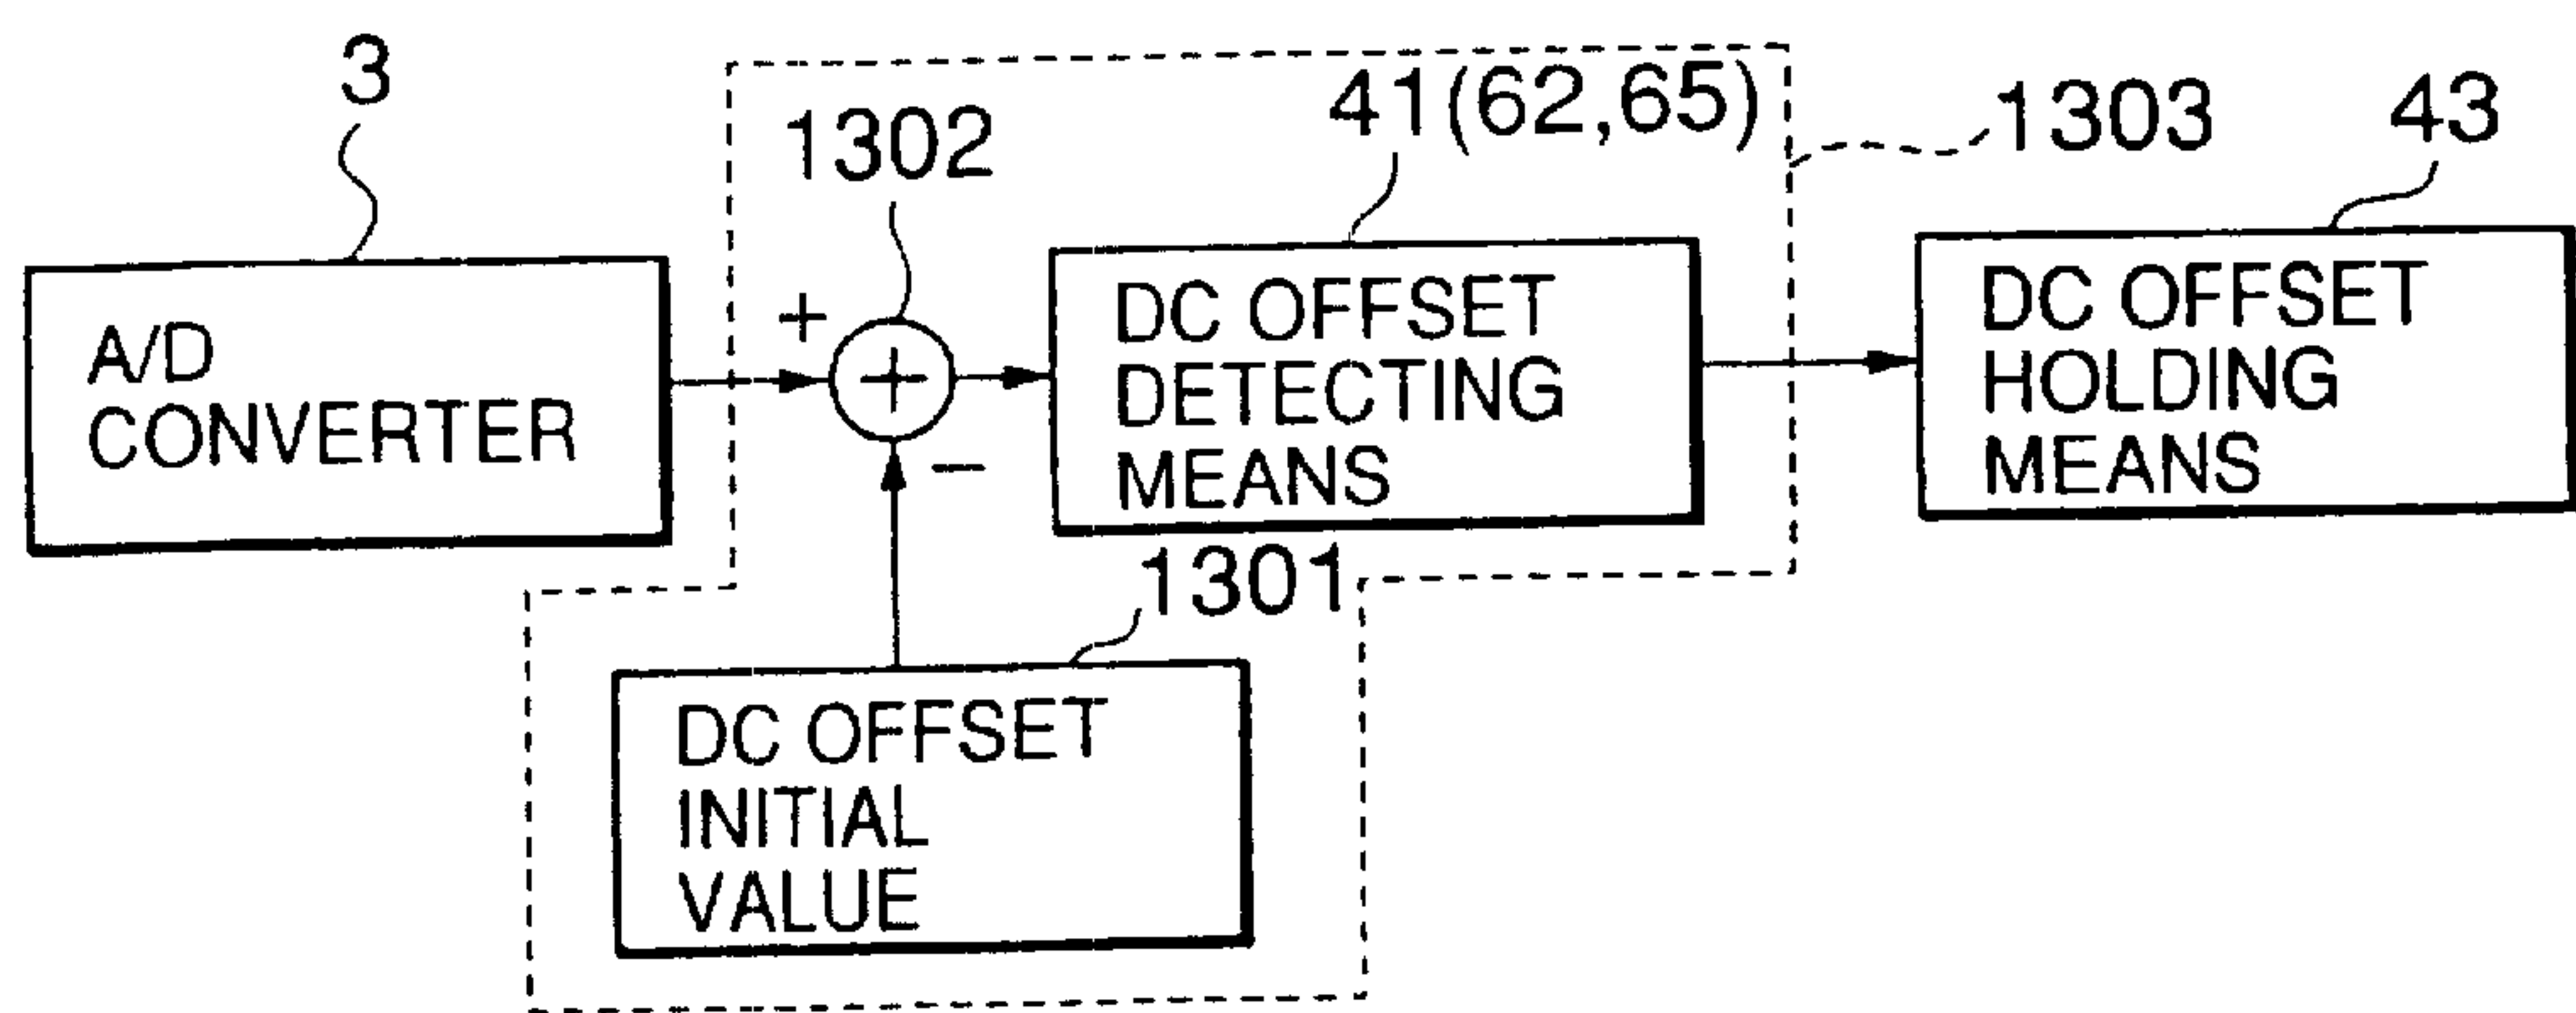 3
1302
41(62,65)
1303
43
A/D
CONVERTER
+
+
−
DC OFFSET
DETECTING
MEANS
DC OFFSET
HOLDING
MEANS
1301
DC OFFSET
INITIAL
VALUE